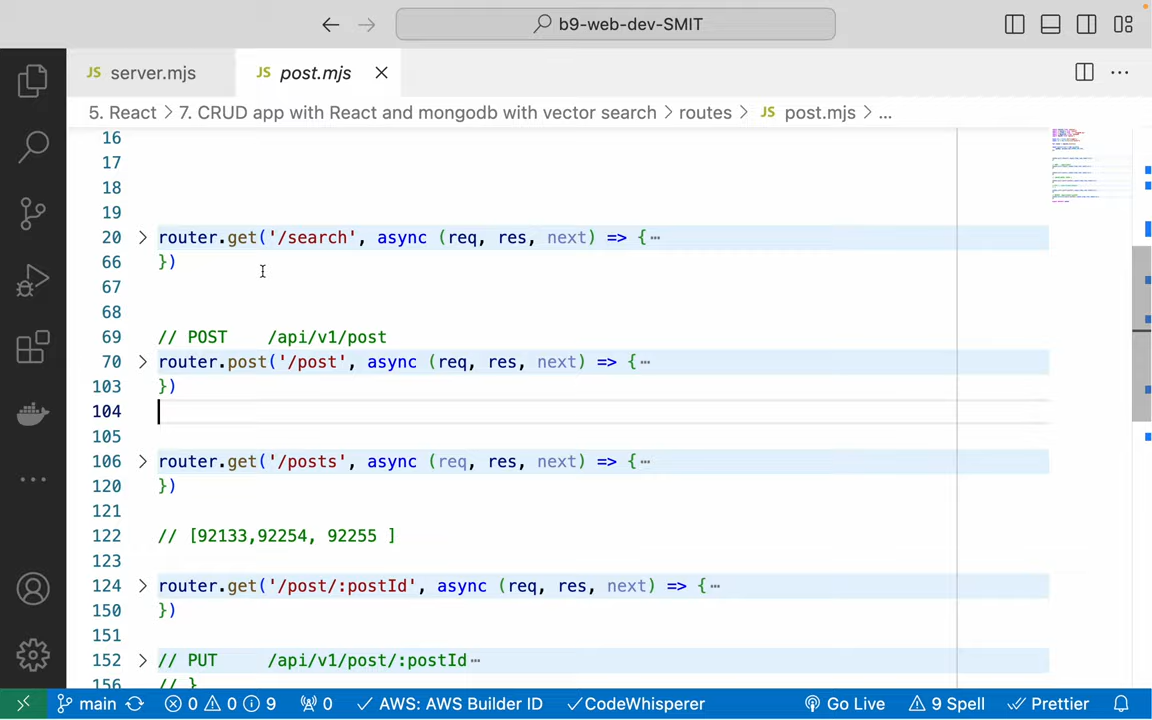 b9-web-dev-SMIT
JS server.mjs
JS post.mjs
5. React > 7. CRUD app with React and mongodb with vector search > routes > JS post.mjs > ...
16
17
18
19
20 router.get('/search', async (req, res, next) => {…
66 })
67
68
69 // POST    /api/v1/post
70 router.post('/post', async (req, res, next) => {…
103 })
104
105
106 router.get('/posts', async (req, res, next) => {…
120 })
121
122 // [92133,92254, 92255 ]
123
124 router.get('/post/:postId', async (req, res, next) => {…
150 })
151
152 // PUT     /api/v1/post/:postId…
156 // }
main 0 0 9 0 AWS: AWS Builder ID CodeWhisperer Go Live 9 Spell Prettier